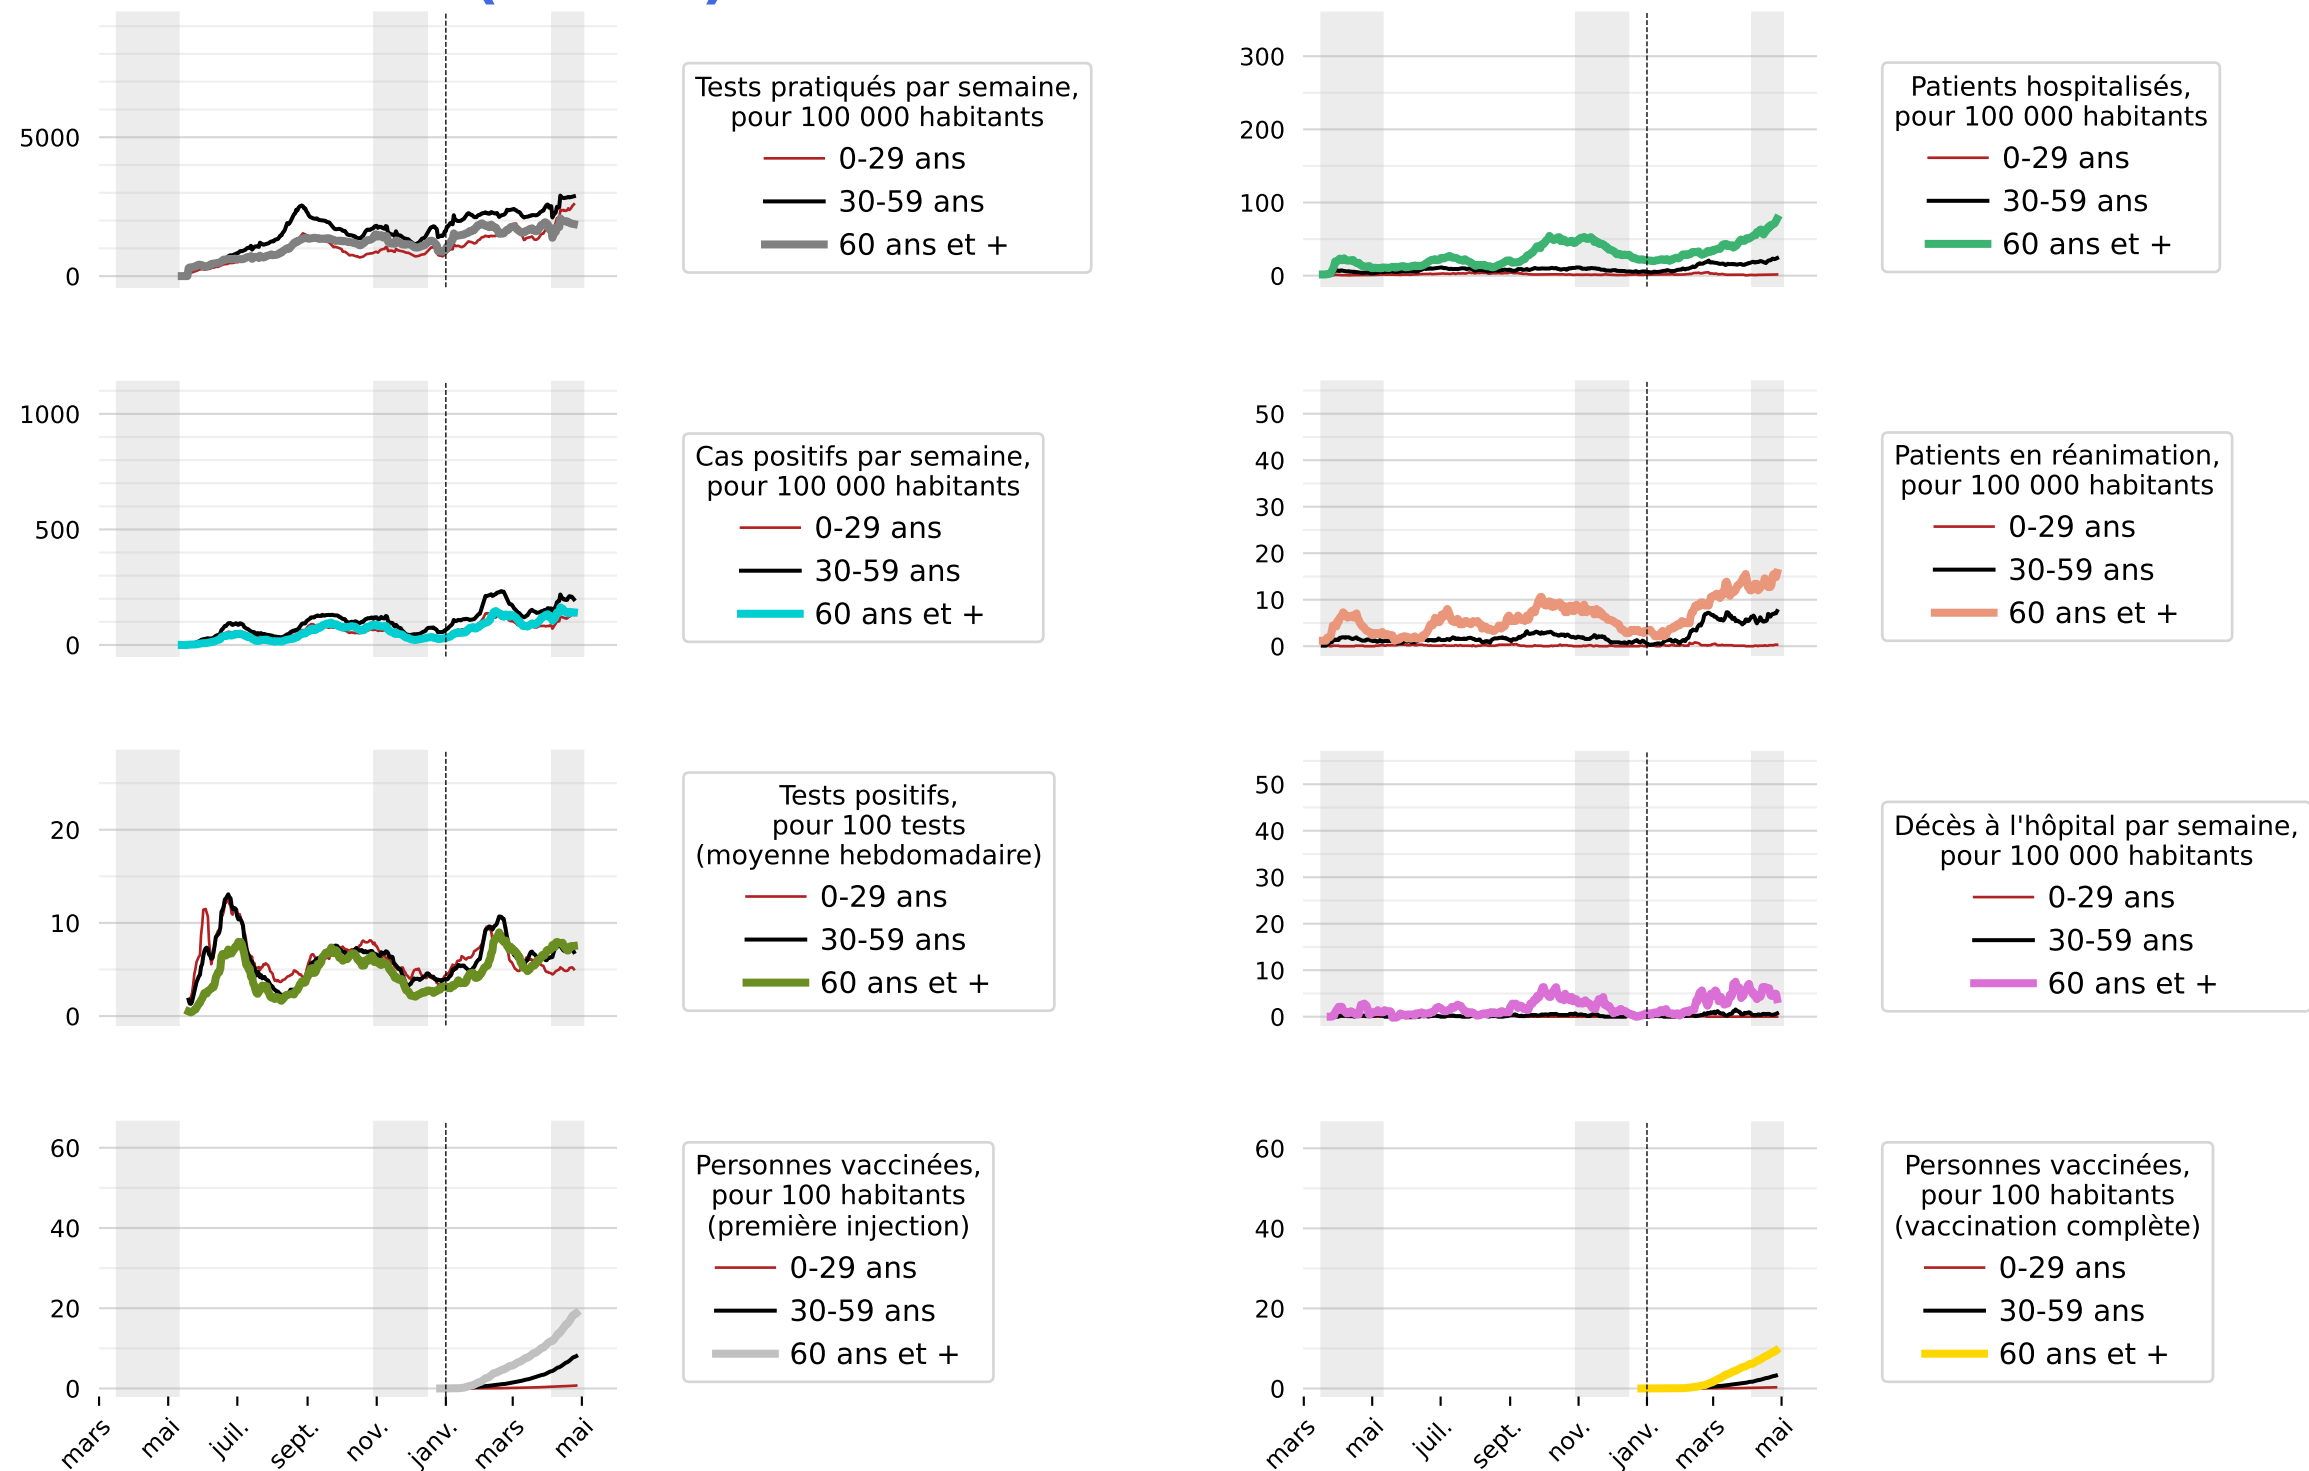 5000
0
Tests pratiqués par semaine,
pour 100 000 habitants
0-29 ans
30-59 ans
60 ans et +
300
200
100
0
Patients hospitalisés,
pour 100 000 habitants
0-29 ans
30-59 ans
60 ans et +
1000
500
0
Cas positifs par semaine,
pour 100 000 habitants
0-29 ans
30-59 ans
60 ans et +
50
40
30
20
10
0
Patients en réanimation,
pour 100 000 habitants
0-29 ans
30-59 ans
60 ans et +
20
10
0
Tests positifs,
pour 100 tests
(moyenne hebdomadaire)
0-29 ans
30-59 ans
60 ans et +
50
40
30
20
10
0
Décès à l'hôpital par semaine,
pour 100 000 habitants
0-29 ans
30-59 ans
60 ans et +
60
40
20
0
mars mai juil. sept. nov. janv. mars mai
Personnes vaccinées,
pour 100 habitants
(première injection)
0-29 ans
30-59 ans
60 ans et +
60
40
20
0
mars mai juil. sept. nov. janv. mars mai
Personnes vaccinées,
pour 100 habitants
(vaccination complète)
0-29 ans
30-59 ans
60 ans et +